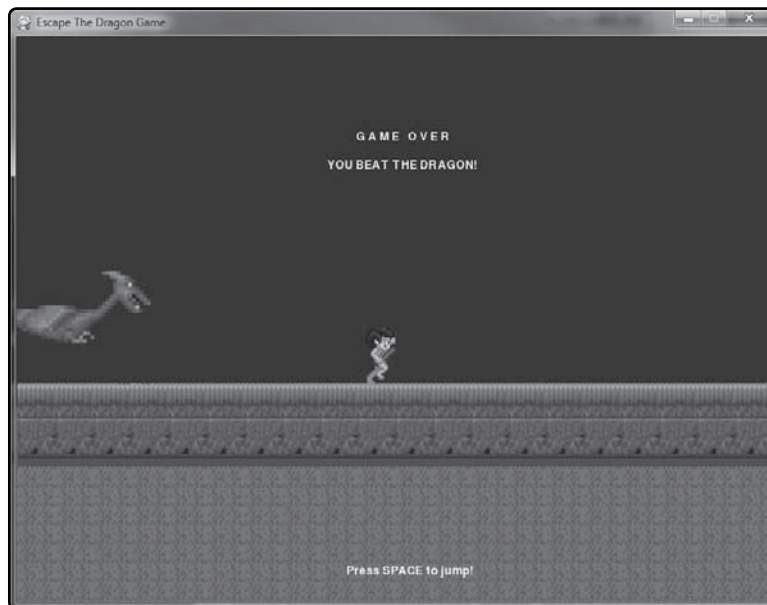 Escape The Dragon Game
GAME OVER
YOU BEAT THE DRAGON!
Press SPACE to jump!